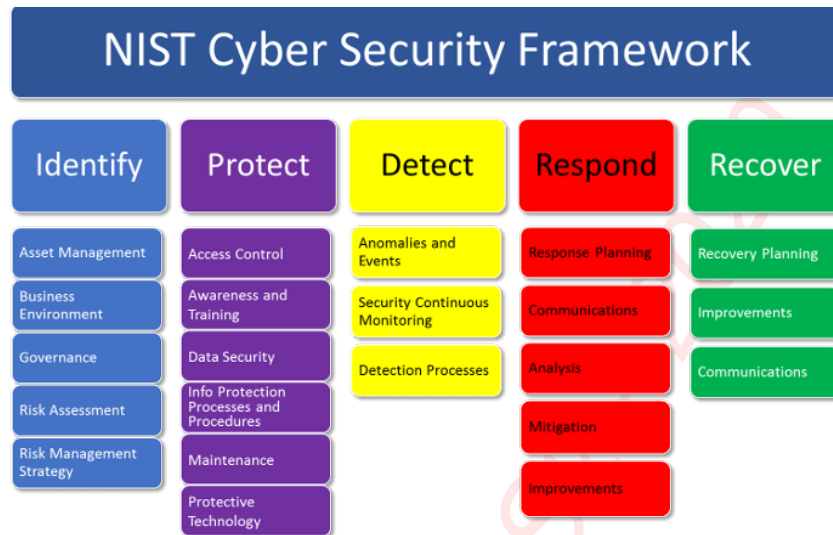 NIST Cyber Security Framework
Identify
Protect
Detect
Respond
Recover
Asset Management
Business
Environment
Governance
Risk Assessment
Risk Management
Strategy
Access Control
Awareness and
Training
Data Security
Info Protection
Processes and
Procedures
Maintenance
Protective
Technology
Anomalies and
Events
Security Continuous
Monitoring
Detection Processes
Response Planning
Communications
Analysis
Mitigation
Improvements
Recovery Planning
Improvements
Communications